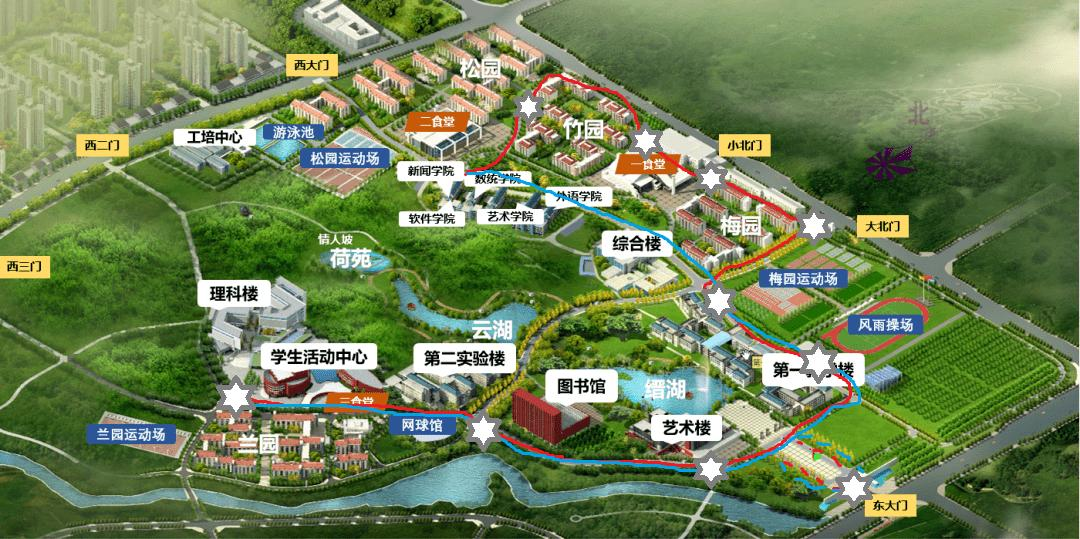 西大门
松园
二食堂
竹园
北
工培中心
游泳池
西二门
松园运动场
新闻学院
数统学院
外语学院
一食堂
小北门
软件学院
艺术学院
梅园
大北门
综合楼
情人坡
荷苑
西三门
梅园运动场
理科楼
云湖
风雨操场
学生活动中心
第二实验楼
图书馆
缙湖
第一
楼
三食堂
网球馆
艺术楼
兰园运动场
兰园
东大门